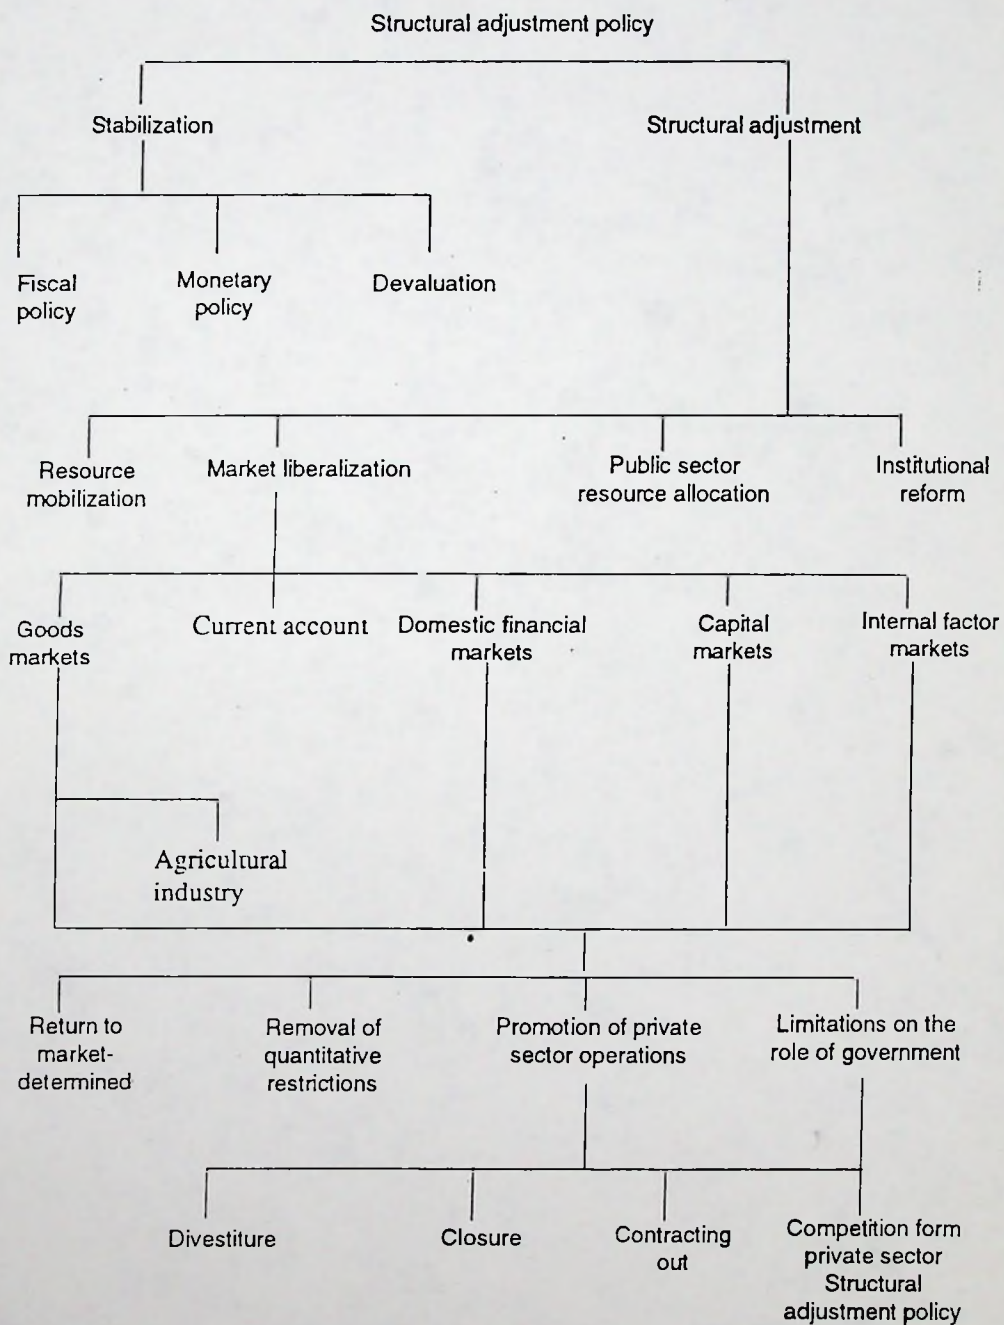 Structural adjustment policy
Stabilization
Structural adjustment
Fiscal
policy
Monetary
policy
Devaluation
Resource
mobilization
Market liberalization
Public sector
resource allocation
Institutional
reform
Goods
markets
Current account
Domestic financial
markets
Capital
markets
Internal factor
markets
Agricultural
industry
Return to
market-
determined
Removal of
quantitative
restrictions
Promotion of private
sector operations
Limitations on the
role of government
Divestiture
Closure
Contracting
out
Competition form
private sector
Structural
adjustment policy